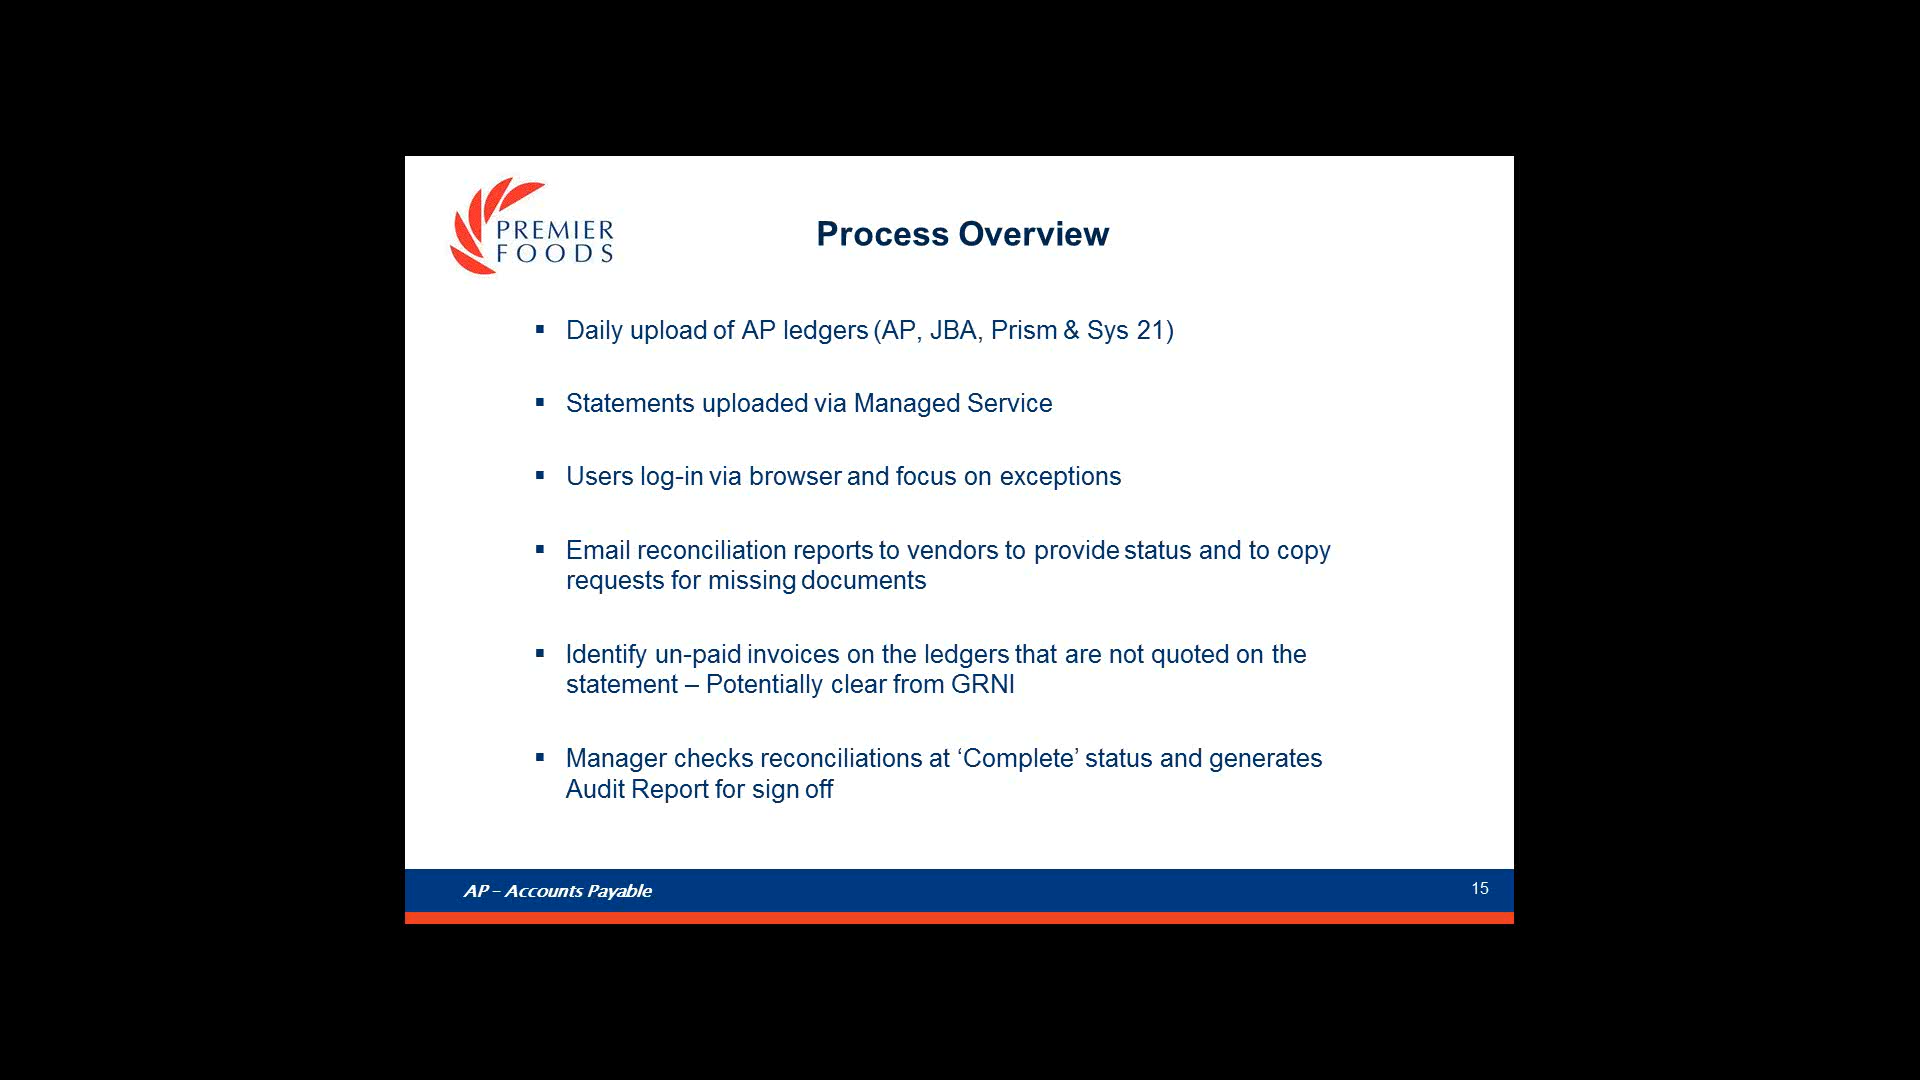 PREMIER
FOODS
Process Overview
▪ Daily upload of AP ledgers (AP, JBA, Prism & Sys 21)
▪ Statements uploaded via Managed Service
▪ Users log-in via browser and focus on exceptions
▪ Email reconciliation reports to vendors to provide status and to copy
requests for missing documents
▪ Identify un-paid invoices on the ledgers that are not quoted on the
statement – Potentially clear from GRNI
▪ Manager checks reconciliations at ‘Complete’ status and generates
Audit Report for sign off
AP – Accounts Payable
15